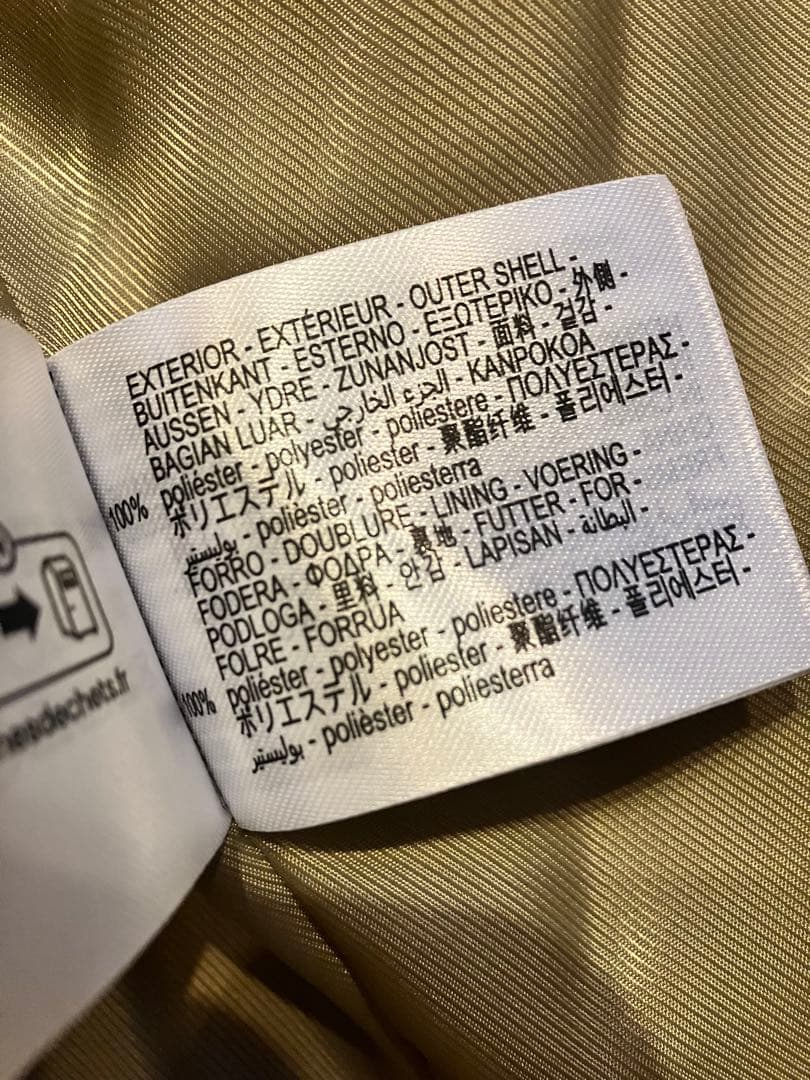 EXTERIOR - EXTÉRIEUR - OUTER SHELL -
BUITENKANT - ESTERNO - ΕΞΩΤΕΡΙΚΟ - 外側 -
AUSSEN - YDRE - ZUNANJOST - 面料 - 겉감 -
BAGIAN LUAR - الجزء الخارجي - KANPOKOA
100% poliéster - polyester - poliestere - ΠΟΛΥΕΣΤΕΡΑΣ -
ポリエステル - poliester - 聚酯纤维 - 폴리에스터 -
بوليستير - polièster - poliesterra
FORRO - DOUBLURE - LINING - VOERING -
FODERA - ΦΟΔΡΑ - 裏地 - FUTTER - FOR -
PODLOGA - 里料 - 안감 - LAPISAN - البطانة -
FOLRE - FORRUA
100% poliéster - polyester - poliestere - ΠΟΛΥΕΣΤΕΡΑΣ -
ポリエステル - poliester - 聚酯纤维 - 폴리에스터 -
بوليستير - polièster - poliesterra